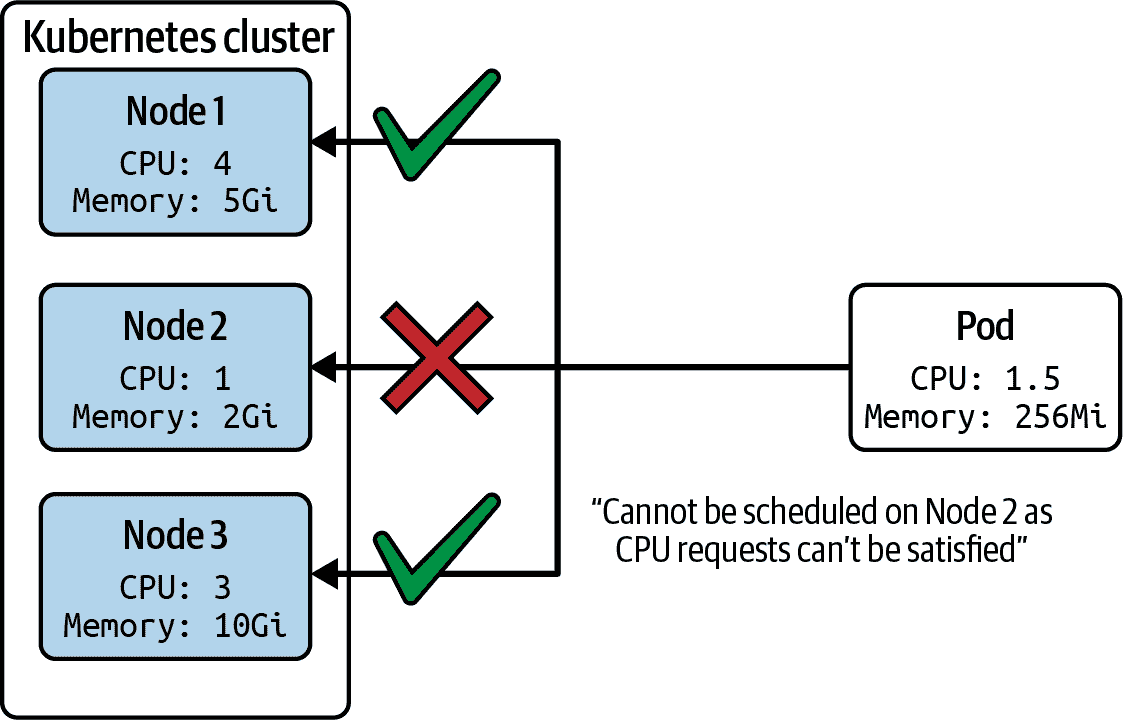 Kubernetes cluster
Node 1
CPU: 4
Memory: 5Gi
Node 2
CPU: 1
Memory: 2Gi
Node 3
CPU: 3
Memory: 10Gi
Pod
CPU: 1.5
Memory: 256Mi
“Cannot be scheduled on Node 2 as
CPU requests can’t be satisfied”